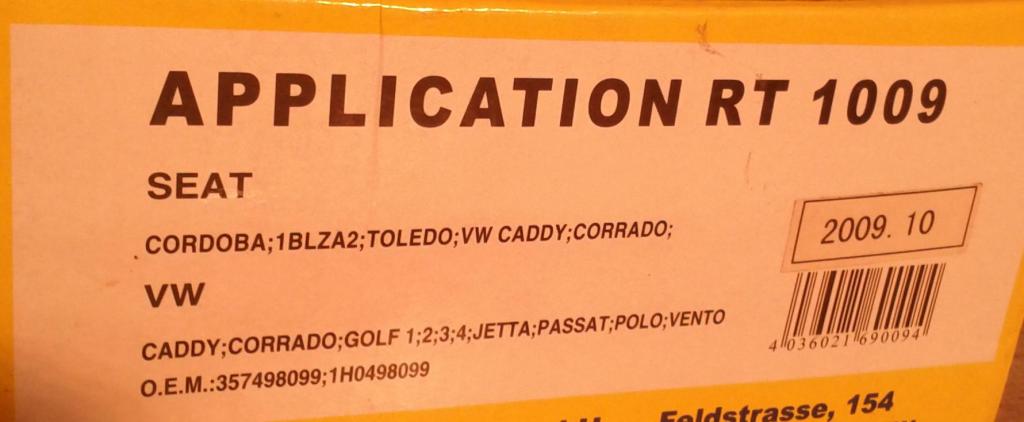 APPLICATION RT 1009
SEAT
CORDOBA;1BLZA2;TOLEDO;VW CADDY;CORRADO;
2009. 10
VW
CADDY;CORRADO;GOLF 1;2;3;4;JETTA;PASSAT;POLO;VENTO
4 036021 690094
O.E.M.:357498099;1H0498099
Feldstrasse, 154